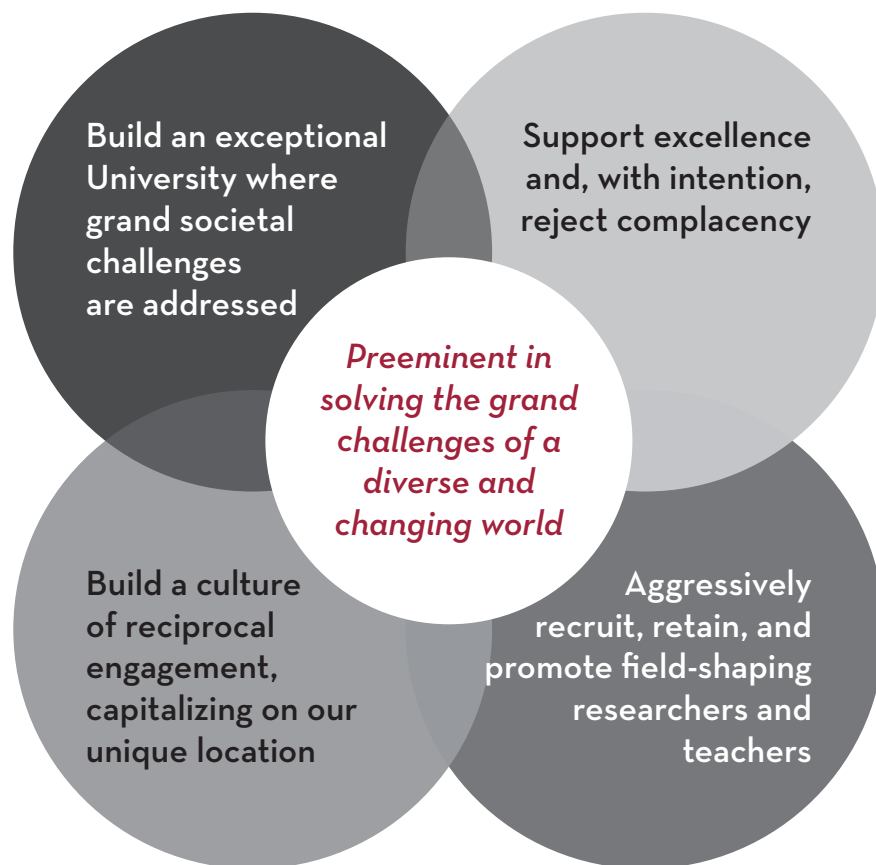 Build an exceptional
University where
grand societal
challenges
are addressed
Support excellence
and, with intention,
reject complacency
Preeminent in
solving the grand
challenges of a
diverse and
changing world
Build a culture
of reciprocal
engagement,
capitalizing on our
unique location
Aggressively
recruit, retain, and
promote field-shaping
researchers and
teachers